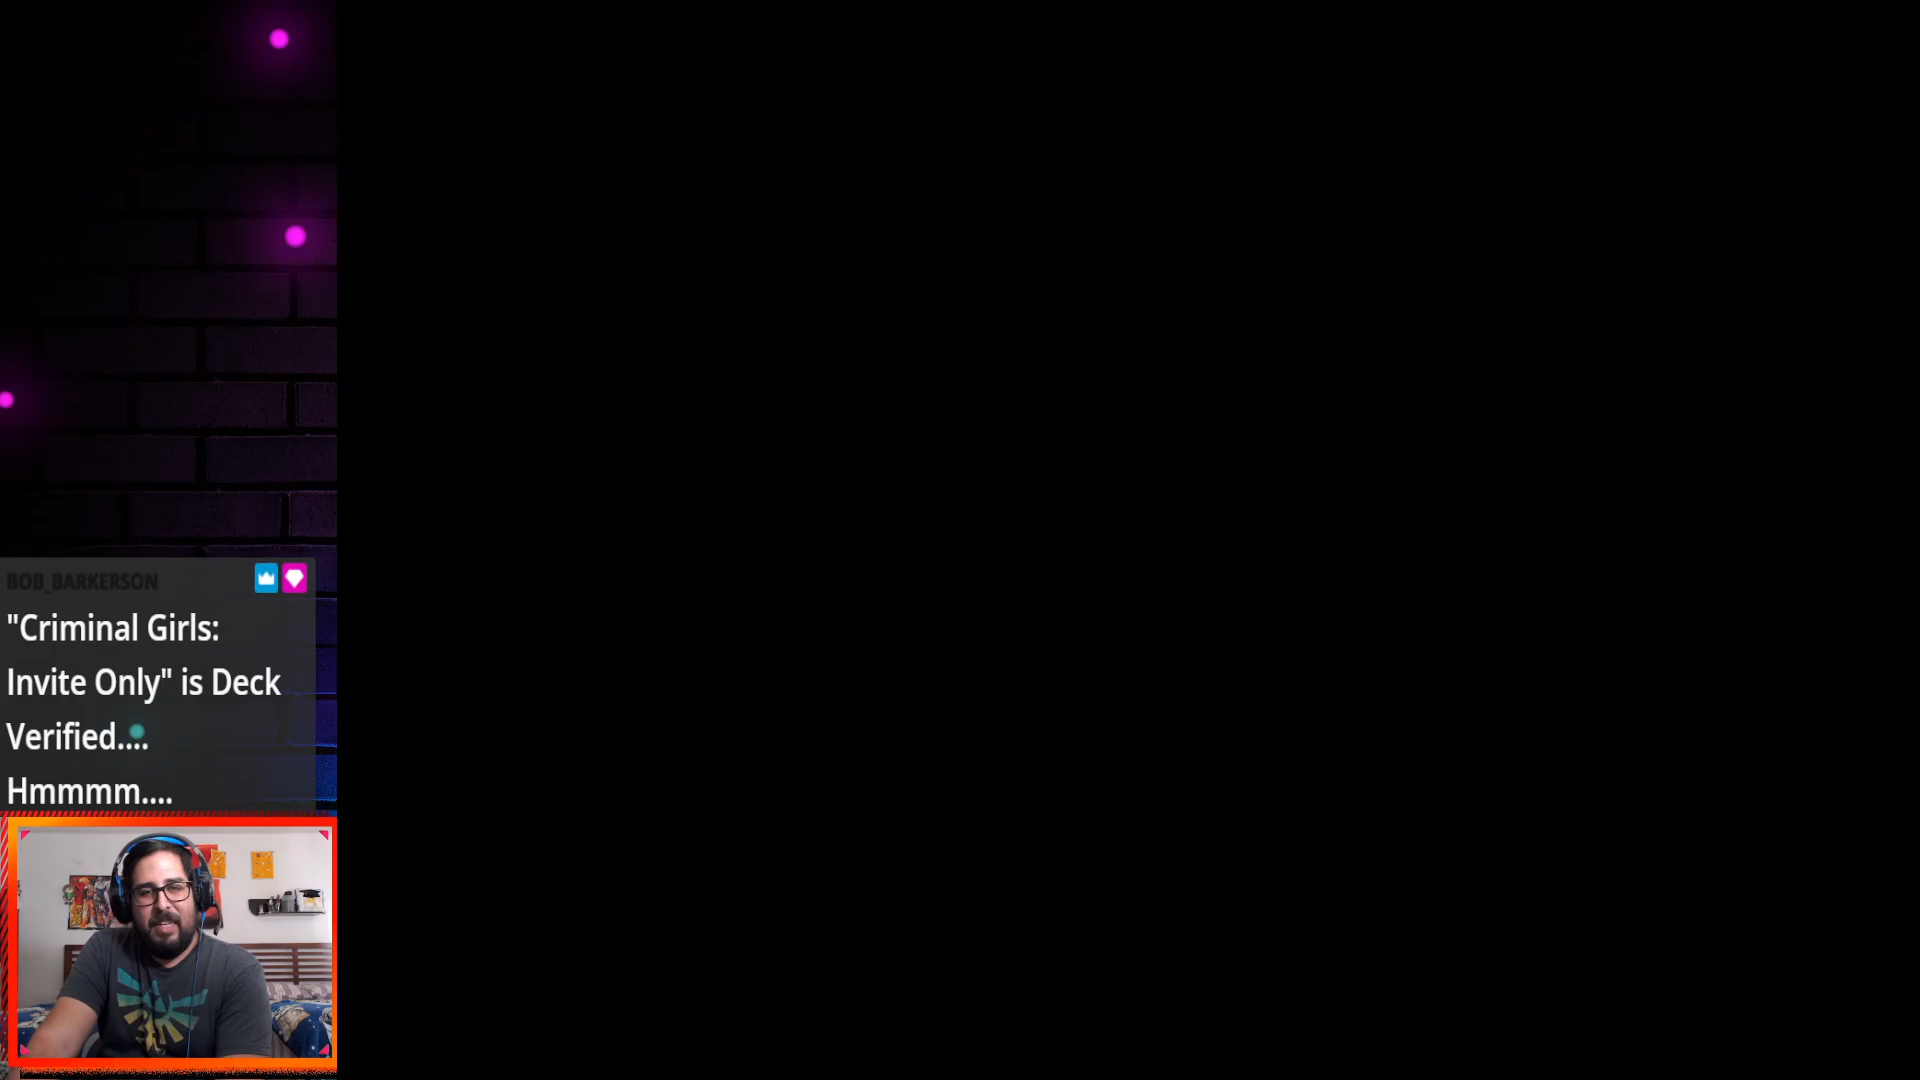 BOB_BARKERSON
"Criminal Girls:
Invite Only" is Deck
Verified....
Hmmmm....